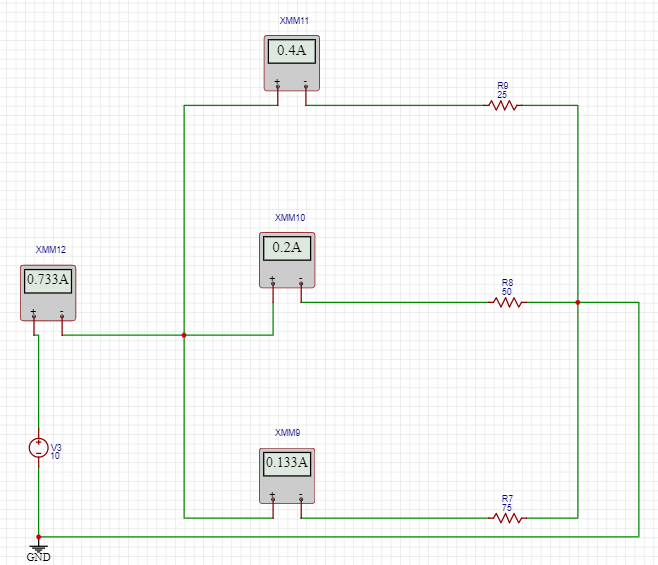 XMM11
0.4A
+ -
R9
25
XMM10
0.2A
+ -
R8
50
XMM12
0.733A
+ -
XMM9
0.133A
+ -
R7
75
V3
10
GND